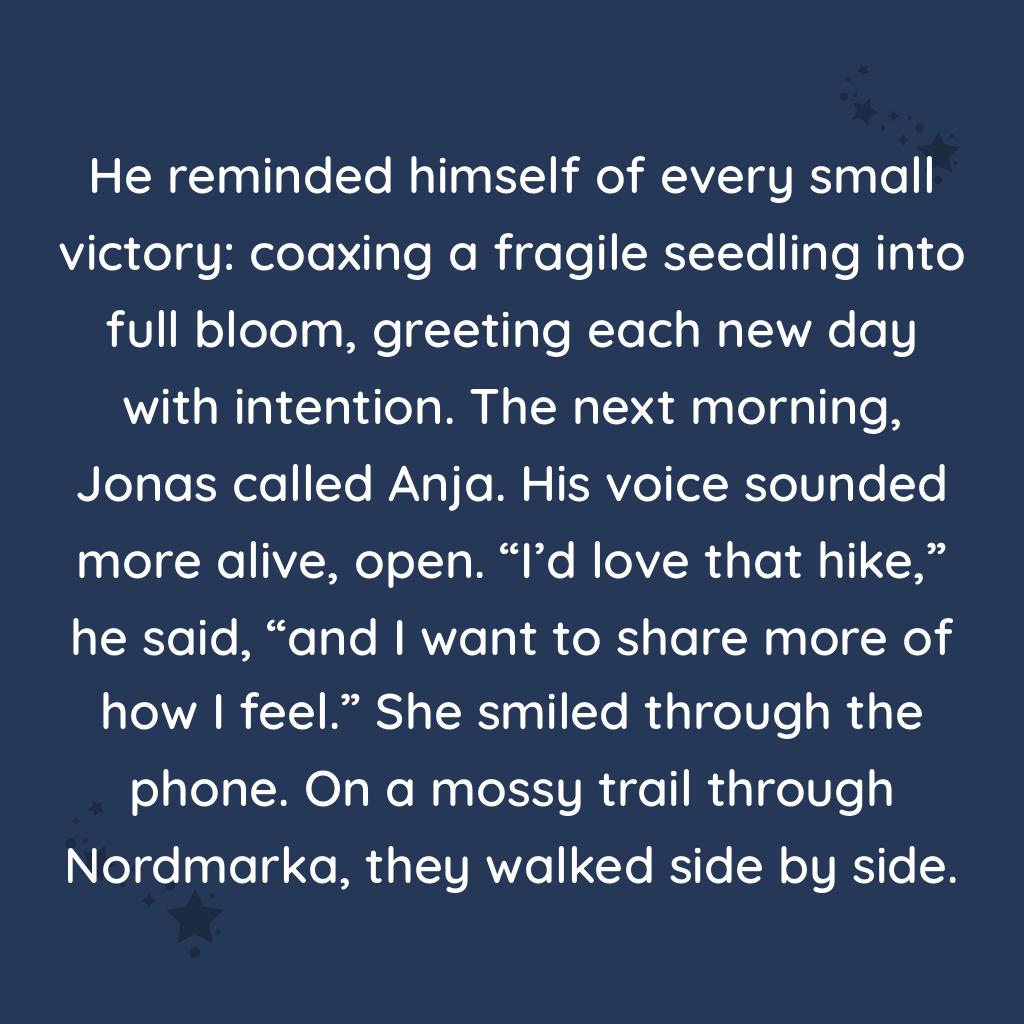 He reminded himself of every small
victory: coaxing a fragile seedling into
full bloom, greeting each new day
with intention. The next morning,
Jonas called Anja. His voice sounded
more alive, open. “I’d love that hike,”
he said, “and I want to share more of
how I feel.” She smiled through the
phone. On a mossy trail through
Nordmarka, they walked side by side.